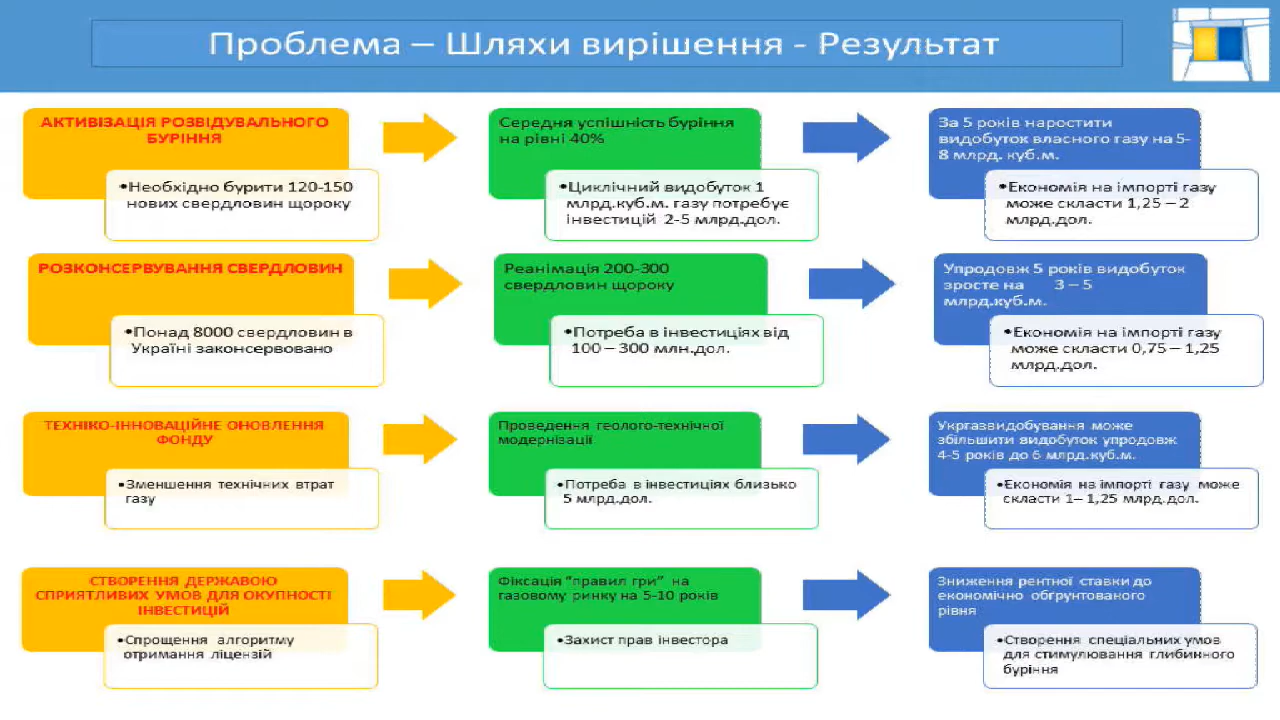 Проблема – Шляхи вирішення - Результат
АКТИВІЗАЦІЯ РОЗВІДУВАЛЬНОГО
БУРІННЯ
•Необхідно бурити 120-150
нових свердловин щороку
Середня успішність буріння
на рівні 40%
•Циклічний видобуток 1
млрд.куб.м. газу потребує
інвестицій 2-5 млрд.дол.
За 5 років наростити
видобуток власного газу на 5-
8 млрд. куб.м.
•Економія на імпорті газу
може скласти 1,25 – 2
млрд.дол.
РОЗКОНСЕРВУВАННЯ СВЕРДЛОВИН
•Понад 8000 свердловин в
Україні законсервовано
Реанімація 200-300
свердловин щороку
•Потреба в інвестиціях від
100 – 300 млн.дол.
Упродовж 5 років видобуток
зросте на 3 – 5
млрд.куб.м.
•Економія на імпорті газу
може скласти 0,75 – 1,25
млрд.дол.
ТЕХНІКО-ІННОВАЦІЙНЕ ОНОВЛЕННЯ
ФОНДУ
•Зменшення технічних втрат
газу
Проведення геолого-технічної
модернізації
•Потреба в інвестиціях близько
5 млрд.дол.
Укргазвидобування може
збільшити видобуток упродовж
4-5 років до 6 млрд.куб.м.
•Економія на імпорті газу може
скласти 1– 1,25 млрд.дол.
СТВОРЕННЯ ДЕРЖАВОЮ
СПРИЯТЛИВИХ УМОВ ДЛЯ ОКУПНОСТІ
ІНВЕСТИЦІЙ
•Спрощення алгоритму
отримання ліцензій
Фіксація “правил гри” на
газовому ринку на 5-10 років
•Захист прав інвестора
Зниження рентної ставки до
економічно обґрунтованого
рівня
•Створення спеціальних умов
для стимулювання глибинного
буріння